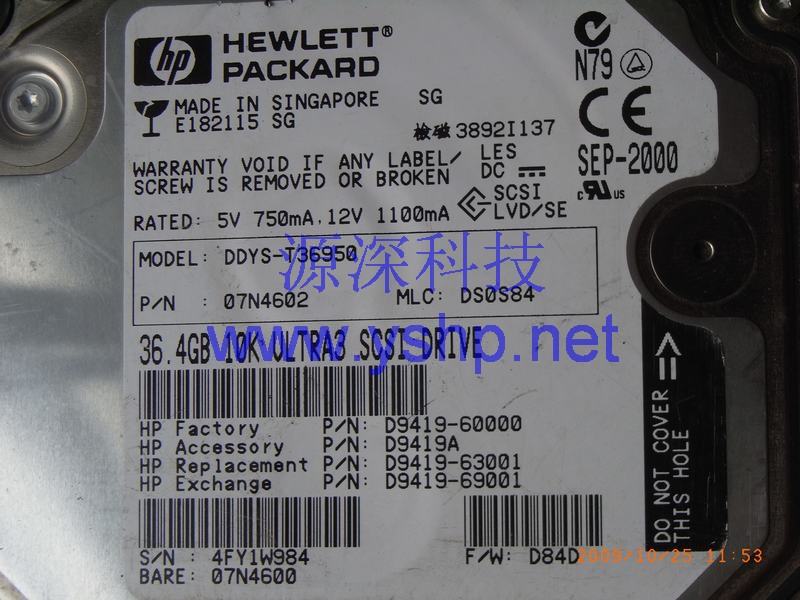 hp HEWLETT® PACKARD
N79
MADE IN SINGAPORE SG
E182115 SG
檢磁 3892I137
WARRANTY VOID IF ANY LABEL/
SCREW IS REMOVED OR BROKEN
LES
DC
SEP-2000
RATED: 5V 750mA, 12V 1100mA
SCSI
LVD/SE
c RU us
MODEL: DDYS-T36950
源深科技
P/N : 07N4602 MLC: DS0S84
www.yshp.net
36.4GB 10K ULTRA3 SCSI DRIVE
HP Factory P/N: D9419-60000
HP Accessory P/N: D9419A
HP Replacement P/N: D9419-63001
HP Exchange P/N: D9419-69001
DO NOT COVER
THIS HOLE
S/N : 4FY1W984
F/W: D84D
BARE: 07N4600
2009/10/25 11:53